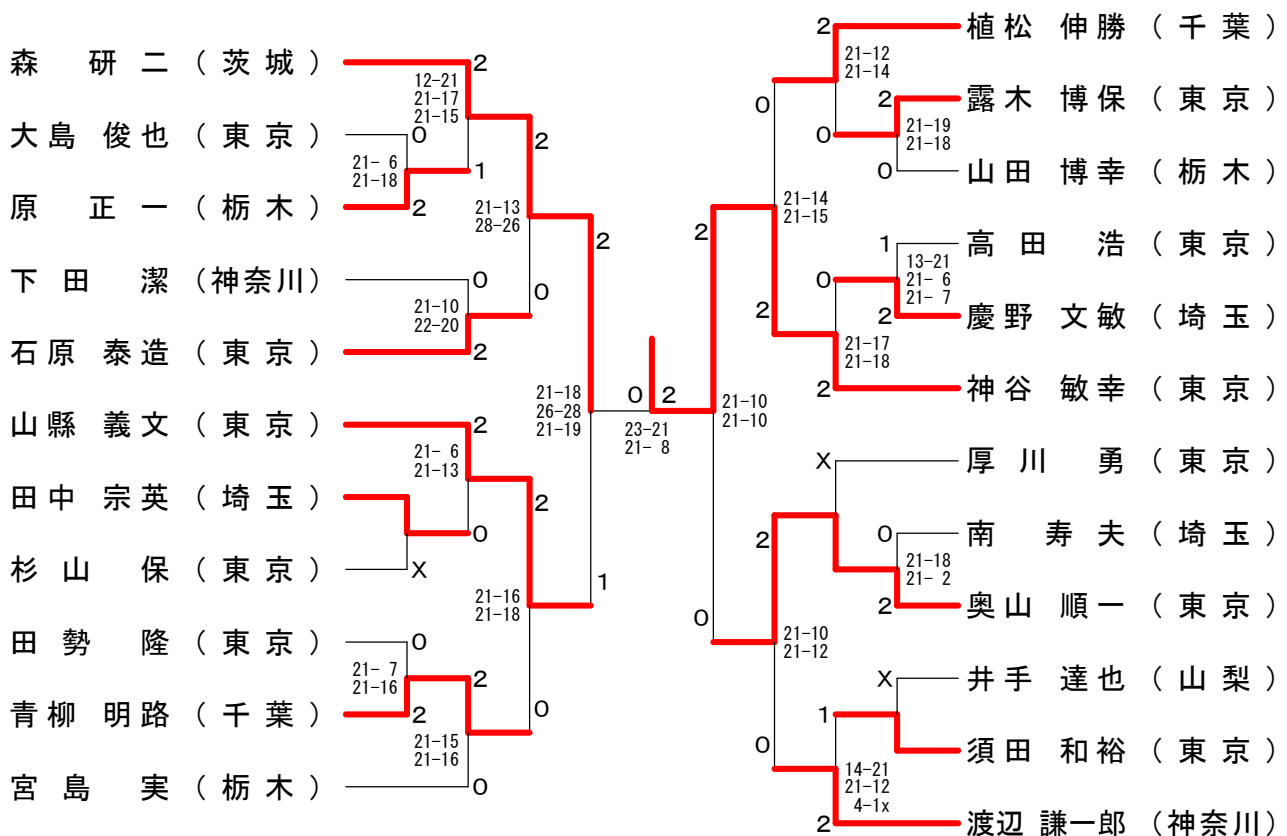 森 研二 (茨城)
2
12-21
21-17
21-15
大島 俊也 (東京)
0
21- 6
21-18
1
2
原 正一 (栃木)
2
21-13
28-26
2
下田 潔 (神奈川)
0
21-10
22-20
0
石原 泰造 (東京)
2
21-18
26-28
21-19
山縣 義文 (東京)
2
21- 6
21-13
2
田中 宗英 (埼玉)
0
杉山 保 (東京)
X
21-16
21-18
1
田勢 隆 (東京)
0
21- 7
21-16
2
青柳 明路 (千葉)
2
0
21-15
21-16
宮島 実 (栃木)
0
0
2
23-21
21- 8
2
植松 伸勝 (千葉)
21-12
21-14
0
2
露木 博保 (東京)
21-19
21-18
0
0
山田 博幸 (栃木)
21-14
21-15
2
1
高田 浩 (東京)
13-21
21- 6
21- 7
0
2
2
慶野 文敏 (埼玉)
21-17
21-18
2
神谷 敏幸 (東京)
21-10
21-10
X
厚川 勇 (東京)
2
0
南 寿夫 (埼玉)
21-18
21- 2
2
奥山 順一 (東京)
0
21-10
21-12
X
井手 達也 (山梨)
1
0
須田 和裕 (東京)
14-21
21-12
4-1x
2
渡辺 謙一郎 (神奈川)